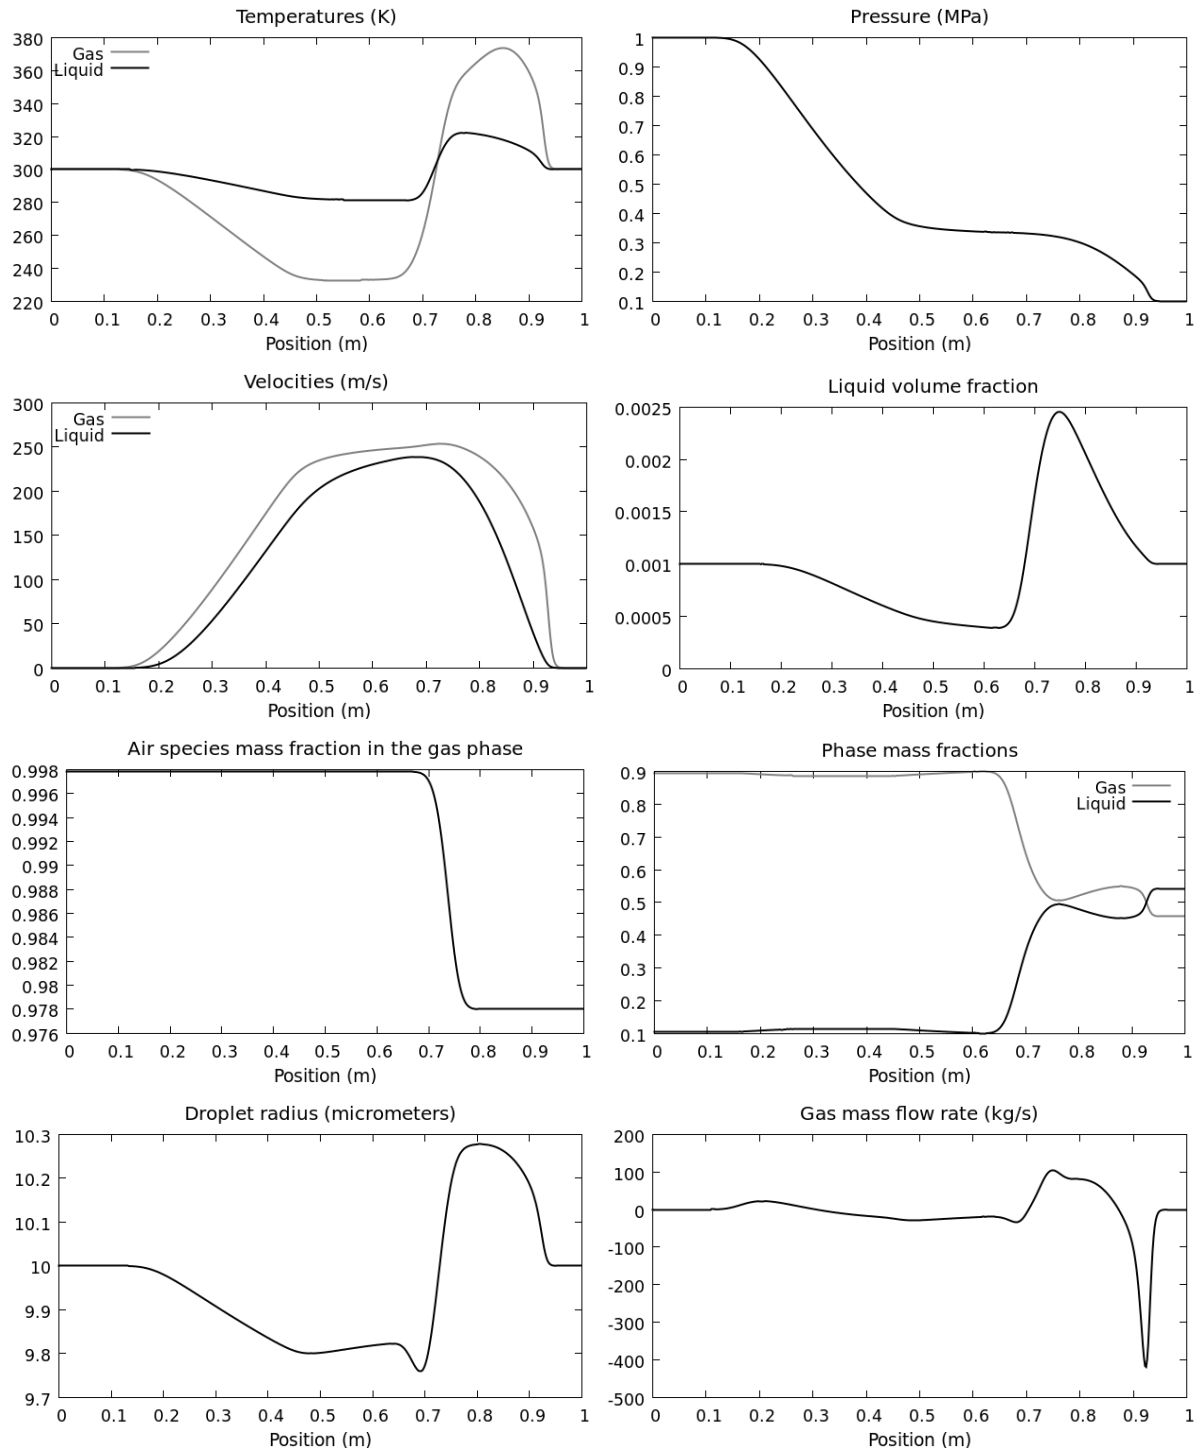 Temperatures (K)
380
360
340
320
300
280
260
240
220
Gas
Liquid
0 0.1 0.2 0.3 0.4 0.5 0.6 0.7 0.8 0.9 1
Position (m)
Pressure (MPa)
1
0.9
0.8
0.7
0.6
0.5
0.4
0.3
0.2
0.1
0 0.1 0.2 0.3 0.4 0.5 0.6 0.7 0.8 0.9 1
Position (m)
Velocities (m/s)
300
250
200
150
100
50
0
Gas
Liquid
0 0.1 0.2 0.3 0.4 0.5 0.6 0.7 0.8 0.9 1
Position (m)
Liquid volume fraction
0.0025
0.002
0.0015
0.001
0.0005
0
0 0.1 0.2 0.3 0.4 0.5 0.6 0.7 0.8 0.9 1
Position (m)
Air species mass fraction in the gas phase
0.998
0.996
0.994
0.992
0.99
0.988
0.986
0.984
0.982
0.98
0.978
0.976
0 0.1 0.2 0.3 0.4 0.5 0.6 0.7 0.8 0.9 1
Position (m)
Phase mass fractions
0.9
0.8
0.7
0.6
0.5
0.4
0.3
0.2
0.1
Gas
Liquid
0 0.1 0.2 0.3 0.4 0.5 0.6 0.7 0.8 0.9 1
Position (m)
Droplet radius (micrometers)
10.3
10.2
10.1
10
9.9
9.8
9.7
0 0.1 0.2 0.3 0.4 0.5 0.6 0.7 0.8 0.9 1
Position (m)
Gas mass flow rate (kg/s)
200
100
0
-100
-200
-300
-400
-500
0 0.1 0.2 0.3 0.4 0.5 0.6 0.7 0.8 0.9 1
Position (m)